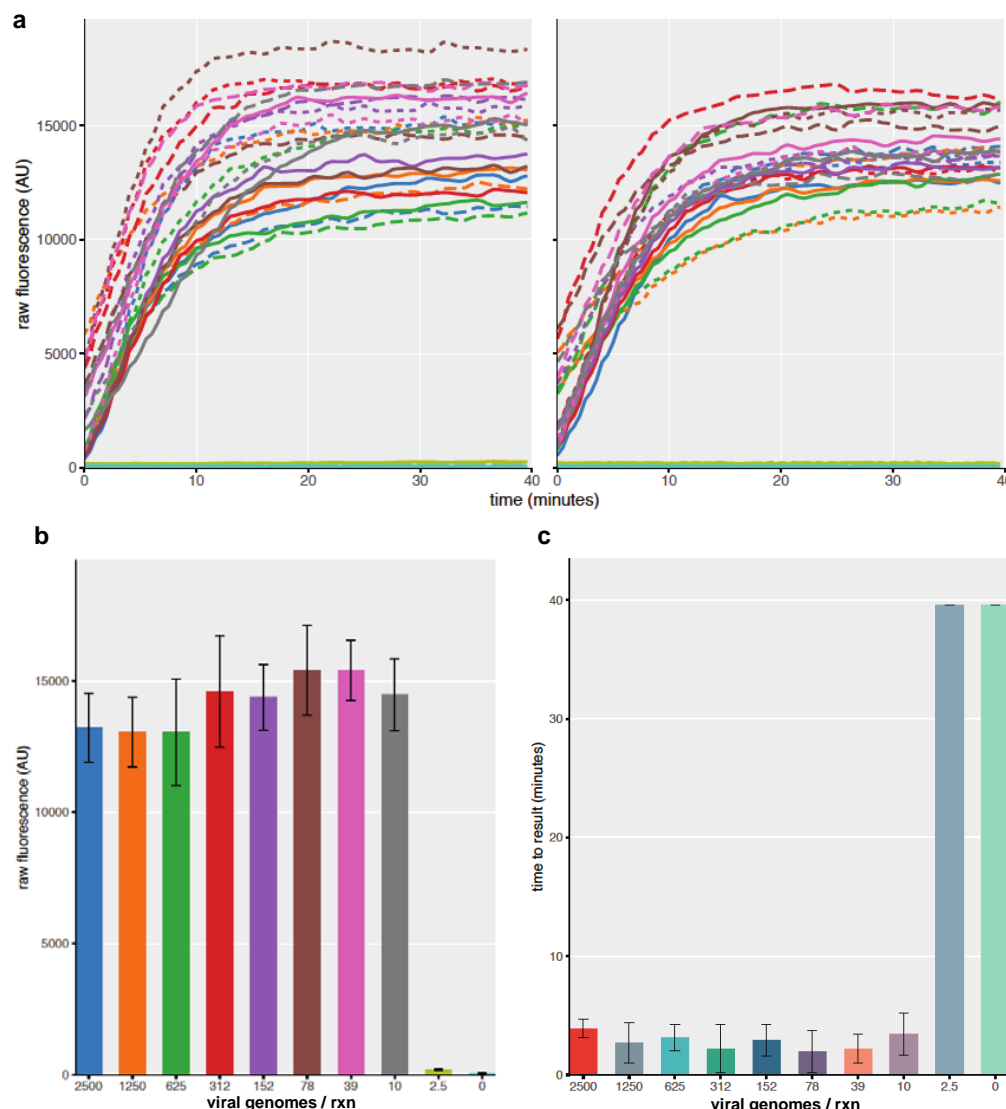 a
raw fluorescence (AU)
15000
10000
5000
0
0 10 20 30 40
0 10 20 30 40
time (minutes)
b
raw fluorescence (AU)
15000
10000
5000
0
2500 1250 625 312 152 78 39 10 2.5 0
viral genomes / rxn
c
time to result (minutes)
40
30
20
10
0
2500 1250 625 312 152 78 39 10 2.5 0
viral genomes / rxn